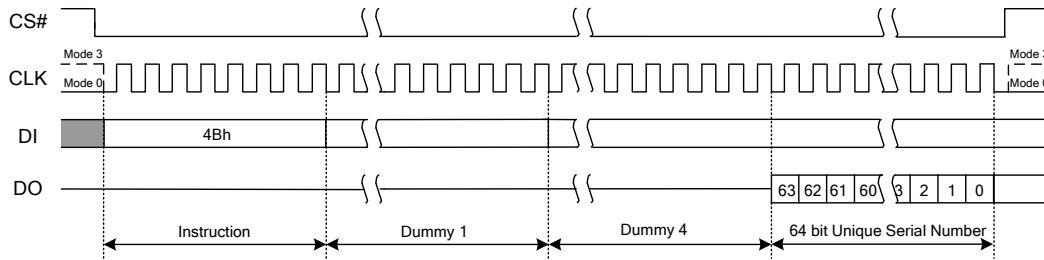 CS#
Mode 3
CLK
Mode 3
Mode 0
Mode 0
DI
4Bh
DO
63 62 61 60 3 2 1 0
Instruction
Dummy 1
Dummy 4
64 bit Unique Serial Number